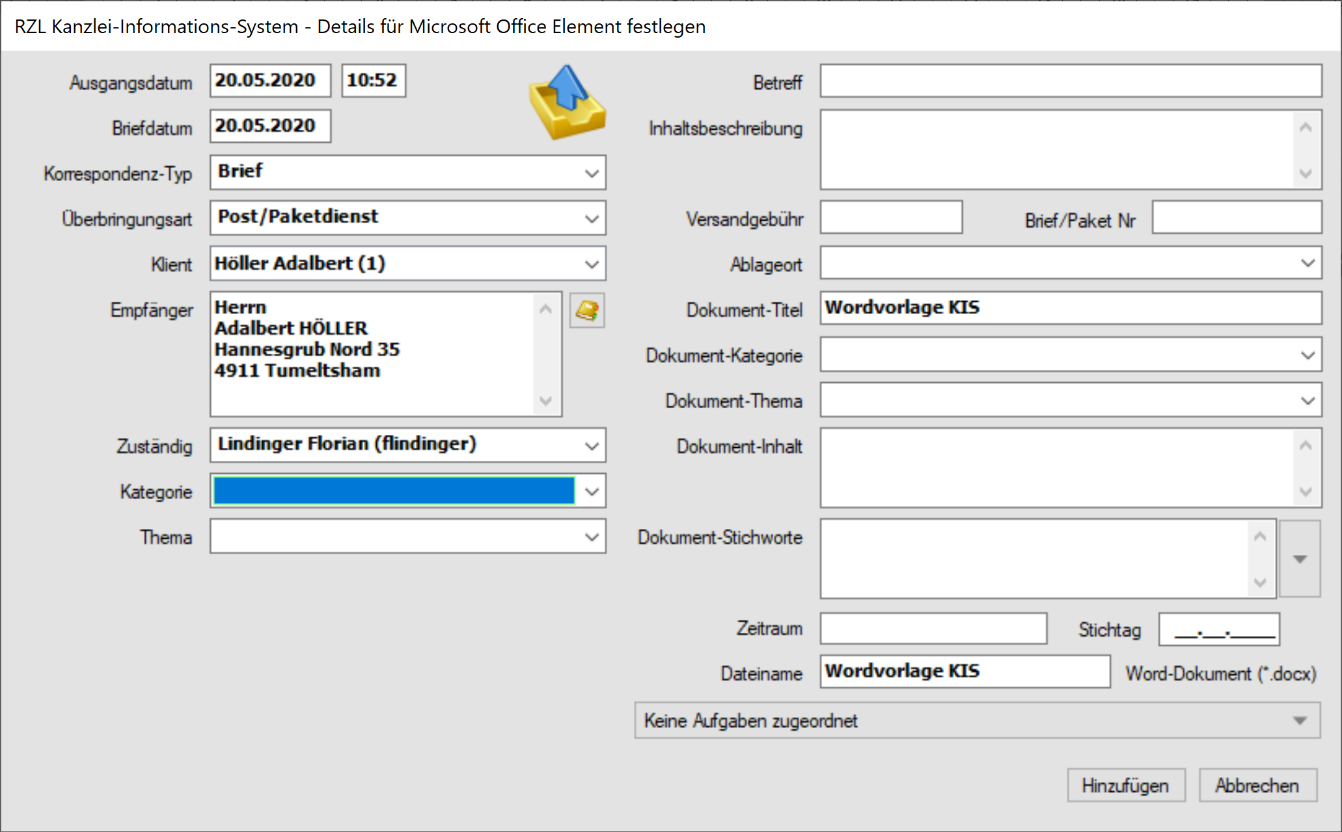 RZL Kanzlei-Informations-System - Details für Microsoft Office Element festlegen
Ausgangsdatum 20.05.2020 10:52
Briefdatum 20.05.2020
Korrespondenz-Typ Brief
Überbringungsart Post/Paketdienst
Klient Höller Adalbert (1)
Empfänger Herrn
Adalbert HÖLLER
Hannesgrub Nord 35
4911 Tumeltsham
Zuständig Lindinger Florian (flindinger)
Kategorie
Thema
Betreff
Inhaltsbeschreibung
Versandgebühr Brief/Paket Nr
Ablageort
Dokument-Titel Wordvorlage KIS
Dokument-Kategorie
Dokument-Thema
Dokument-Inhalt
Dokument-Stichworte
Zeitraum Stichtag __.__.____
Dateiname Wordvorlage KIS Word-Dokument (*.docx)
Keine Aufgaben zugeordnet
Hinzufügen Abbrechen